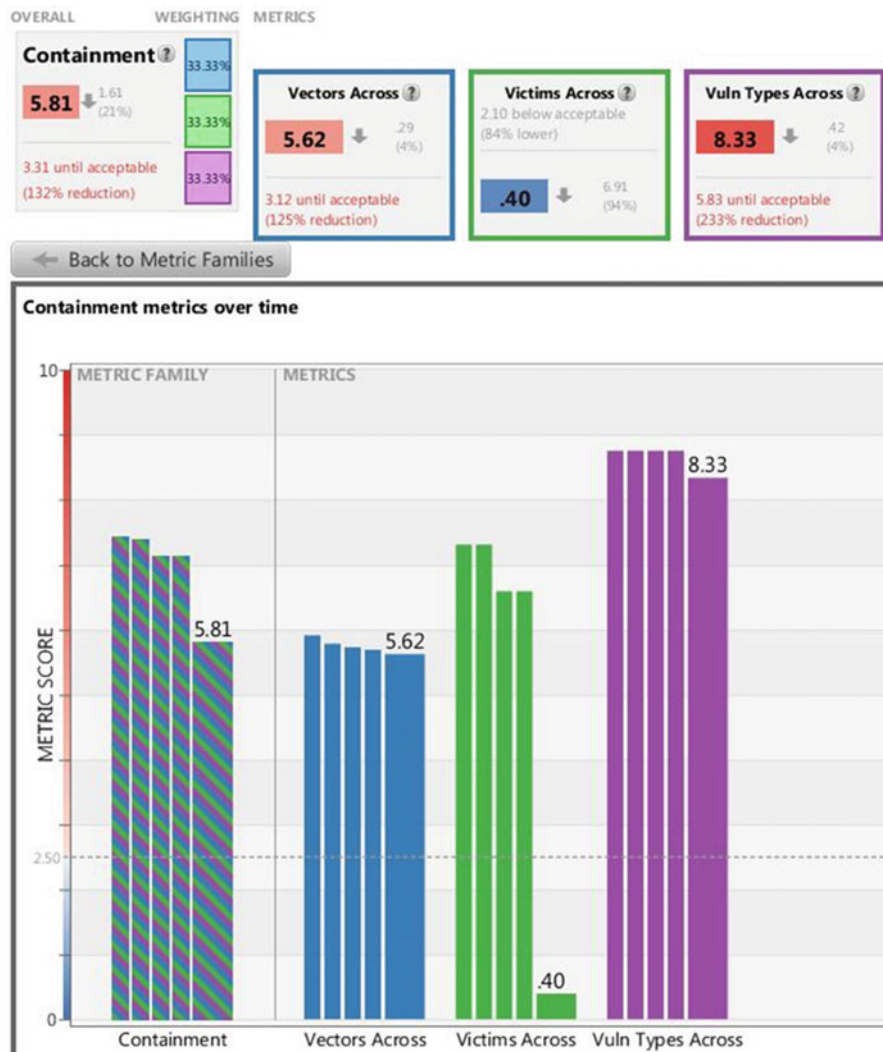 OVERALL WEIGHTING METRICS
Containment ?
5.81 1.61
(21%)
3.31 until acceptable
(132% reduction)
33.33%
33.33%
33.33%
Vectors Across ?
5.62 .29
(4%)
3.12 until acceptable
(125% reduction)
Victims Across ?
2.10 below acceptable
(84% lower)
.40 6.91
(94%)
Vuln Types Across ?
8.33 .42
(4%)
5.83 until acceptable
(233% reduction)
Back to Metric Families
Containment metrics over time
METRIC FAMILY METRICS
METRIC SCORE
10
2.50
0
5.81
5.62
.40
8.33
Containment Vectors Across Victims Across Vuln Types Across